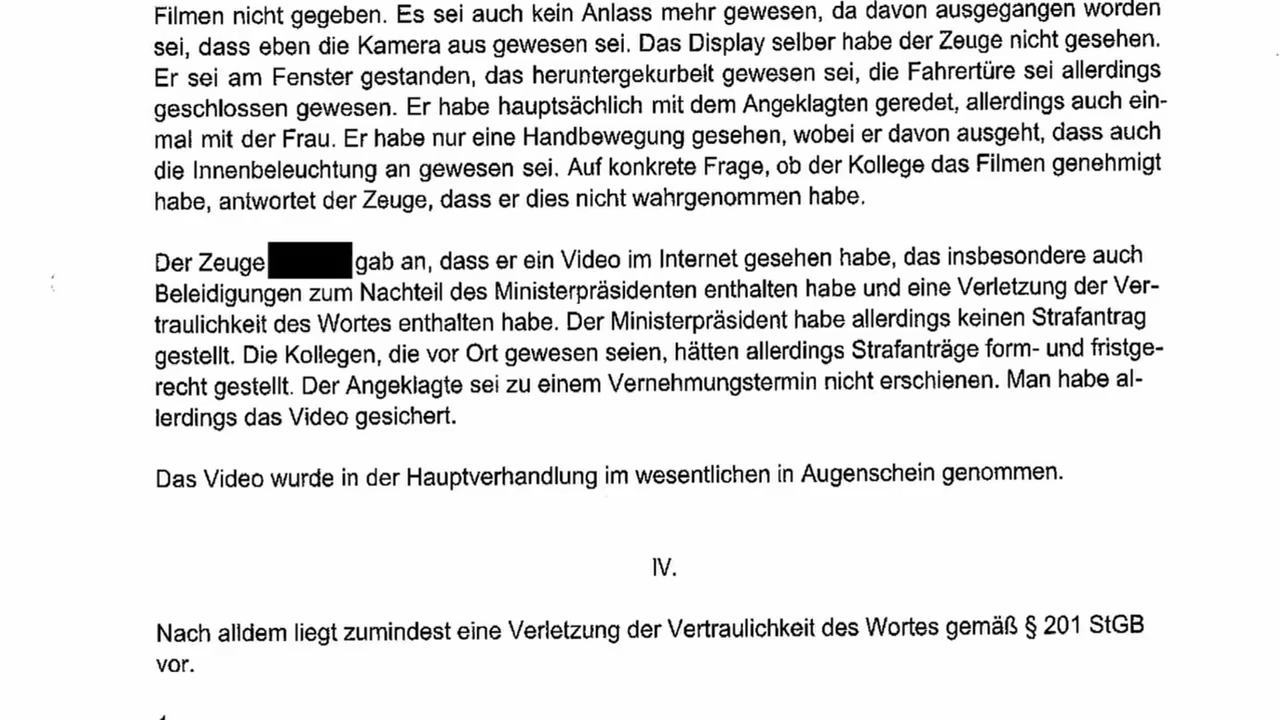 Filmen nicht gegeben. Es sei auch kein Anlass mehr gewesen, da davon ausgegangen worden
sei, dass eben die Kamera aus gewesen sei. Das Display selber habe der Zeuge nicht gesehen.
Er sei am Fenster gestanden, das heruntergekurbelt gewesen sei, die Fahrertüre sei allerdings
geschlossen gewesen. Er habe hauptsächlich mit dem Angeklagten geredet, allerdings auch ein-
mal mit der Frau. Er habe nur eine Handbewegung gesehen, wobei er davon ausgeht, dass auch
die Innenbeleuchtung an gewesen sei. Auf konkrete Frage, ob der Kollege das Filmen genehmigt
habe, antwortet der Zeuge, dass er dies nicht wahrgenommen habe.
Der Zeuge gab an, dass er ein Video im Internet gesehen habe, das insbesondere auch
Beleidigungen zum Nachteil des Ministerpräsidenten enthalten habe und eine Verletzung der Ver-
traulichkeit des Wortes enthalten habe. Der Ministerpräsident habe allerdings keinen Strafantrag
gestellt. Die Kollegen, die vor Ort gewesen seien, hätten allerdings Strafanträge form- und fristge-
recht gestellt. Der Angeklagte sei zu einem Vernehmungstermin nicht erschienen. Man habe al-
lerdings das Video gesichert.
Das Video wurde in der Hauptverhandlung im wesentlichen in Augenschein genommen.
IV.
Nach alldem liegt zumindest eine Verletzung der Vertraulichkeit des Wortes gemäß § 201 StGB
vor.